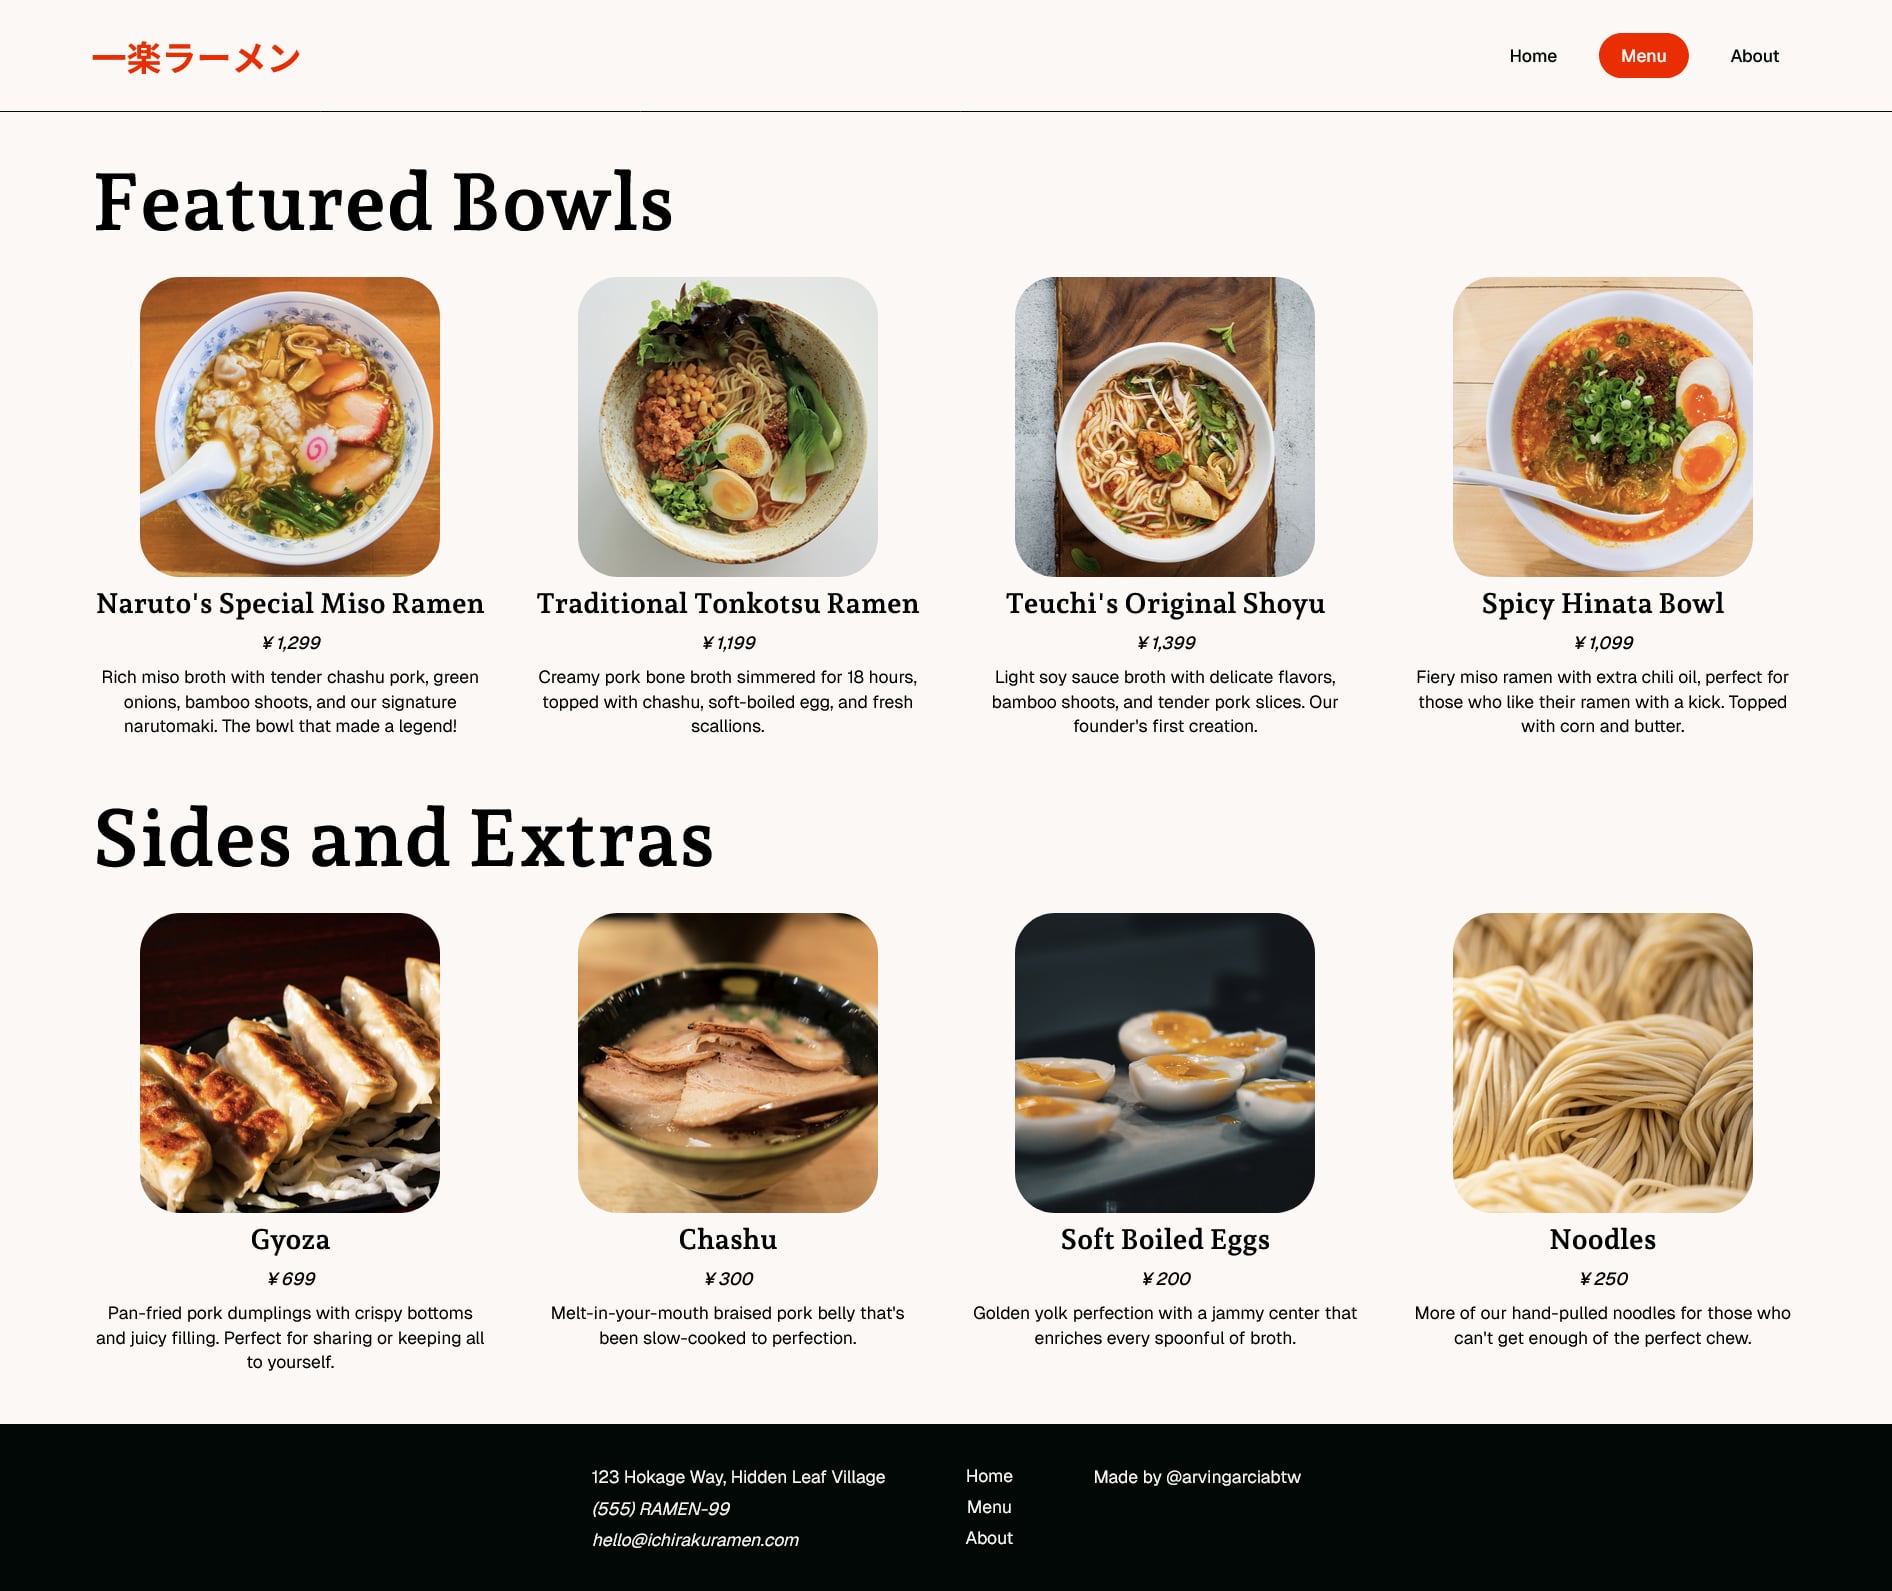 一楽ラーメン
Home Menu About
Featured Bowls
Naruto's Special Miso Ramen
¥ 1,299
Rich miso broth with tender chashu pork, green
onions, bamboo shoots, and our signature
narutomaki. The bowl that made a legend!
Traditional Tonkotsu Ramen
¥ 1,199
Creamy pork bone broth simmered for 18 hours,
topped with chashu, soft-boiled egg, and fresh
scallions.
Teuchi's Original Shoyu
¥ 1,399
Light soy sauce broth with delicate flavors,
bamboo shoots, and tender pork slices. Our
founder's first creation.
Spicy Hinata Bowl
¥ 1,099
Fiery miso ramen with extra chili oil, perfect for
those who like their ramen with a kick. Topped
with corn and butter.
Sides and Extras
Gyoza
¥ 699
Pan-fried pork dumplings with crispy bottoms
and juicy filling. Perfect for sharing or keeping all
to yourself.
Chashu
¥ 300
Melt-in-your-mouth braised pork belly that's
been slow-cooked to perfection.
Soft Boiled Eggs
¥ 200
Golden yolk perfection with a jammy center that
enriches every spoonful of broth.
Noodles
¥ 250
More of our hand-pulled noodles for those who
can't get enough of the perfect chew.
123 Hokage Way, Hidden Leaf Village
(555) RAMEN-99
hello@ichirakuramen.com
Home
Menu
About
Made by @arvingarciabtw